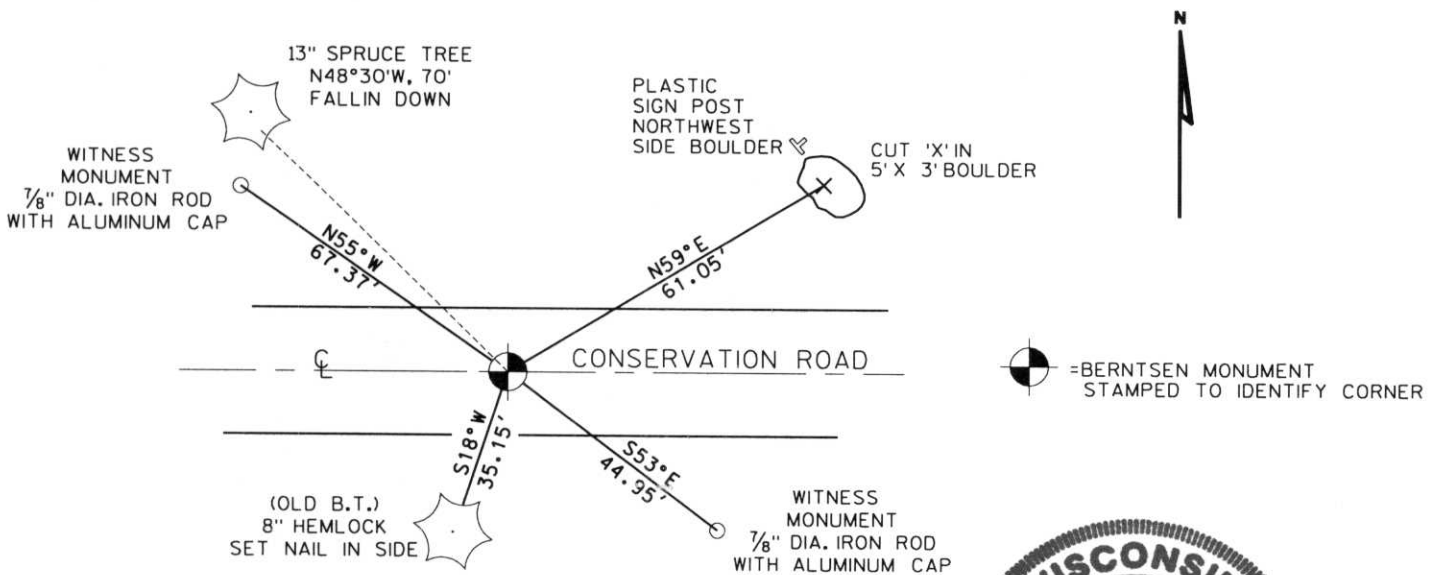 N
13" SPRUCE TREE
N48°30'W, 70'
FALLIN DOWN
PLASTIC
SIGN POST
NORTHWEST
SIDE BOULDER
CUT 'X' IN
5' X 3' BOULDER
WITNESS
MONUMENT
7/8" DIA. IRON ROD
WITH ALUMINUM CAP
N55°W
67.37'
N59°E
61.05'
℄
CONSERVATION ROAD
=BERNTSEN MONUMENT
STAMPED TO IDENTIFY CORNER
S18°W
35.15'
S53°E
44.95'
(OLD B.T.)
8" HEMLOCK
SET NAIL IN SIDE
WITNESS
MONUMENT
7/8" DIA. IRON ROD
WITH ALUMINUM CAP